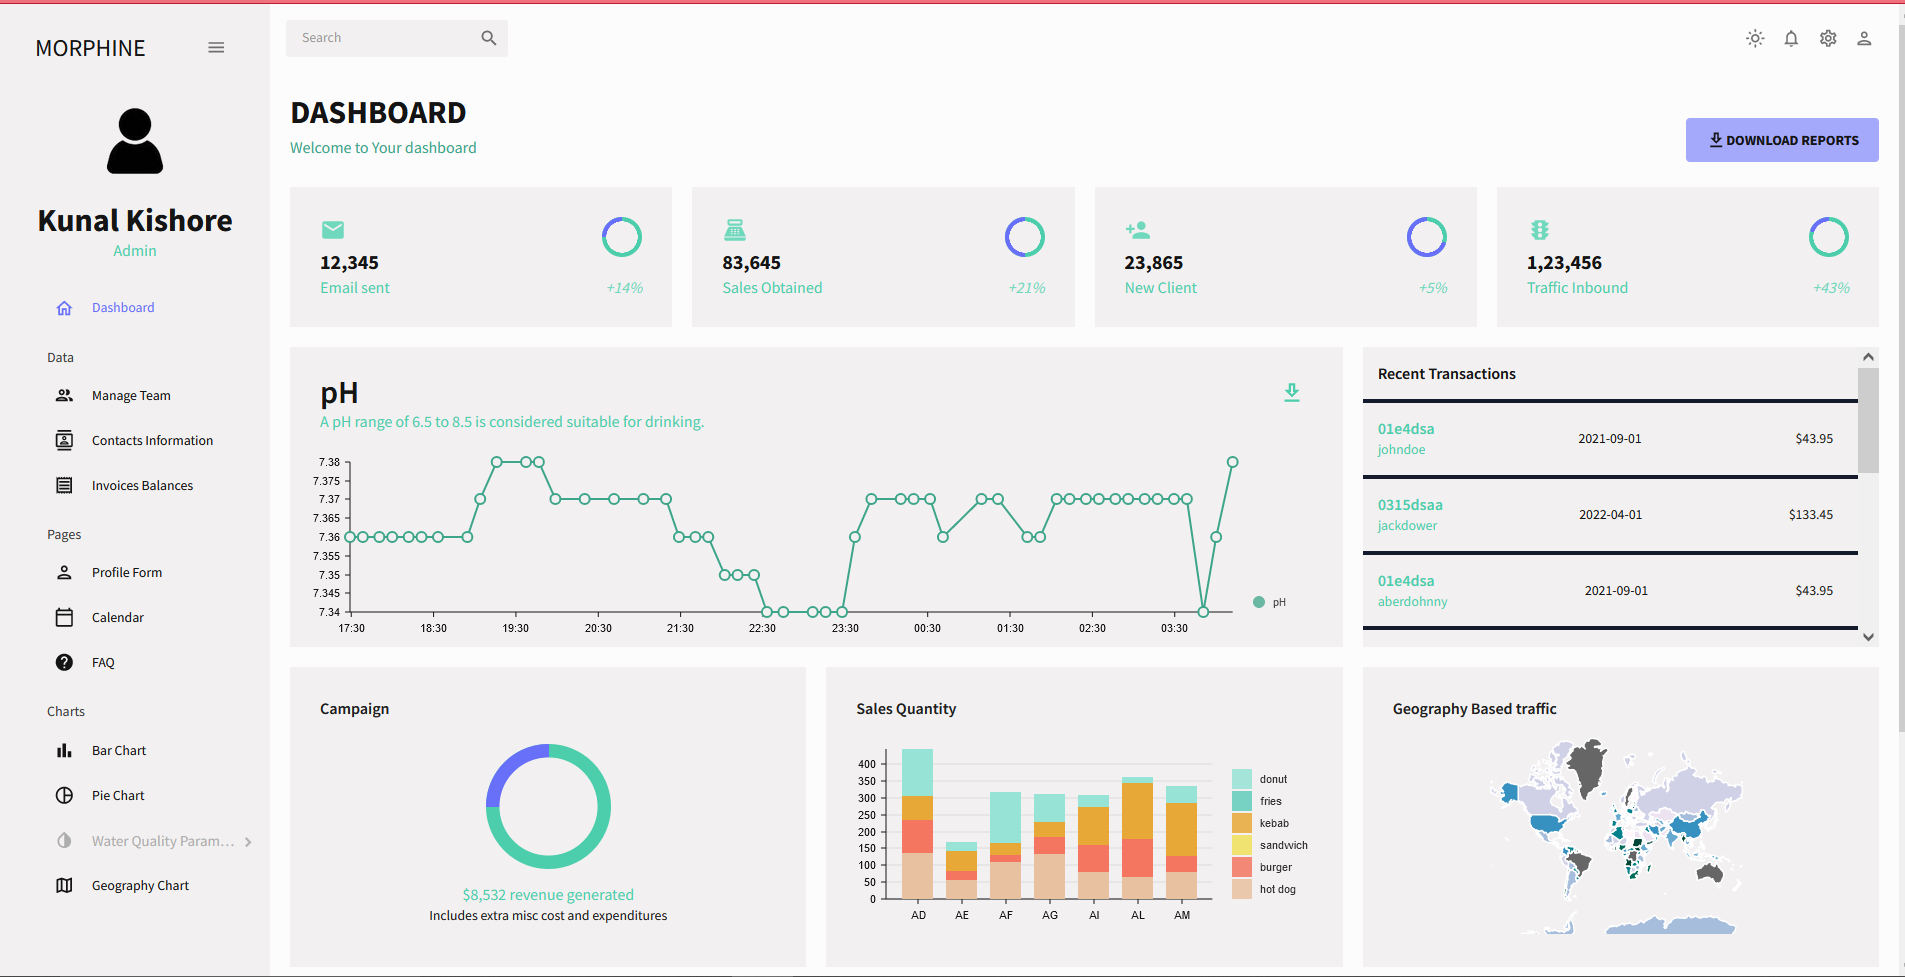 MORPHINE
Search
Kunal Kishore
Admin
Dashboard
Data
Manage Team
Contacts Information
Invoices Balances
Pages
Profile Form
Calendar
FAQ
Charts
Bar Chart
Pie Chart
Water Quality Param...
Geography Chart
DASHBOARD
Welcome to Your dashboard
DOWNLOAD REPORTS
12,345
Email sent
+14%
83,645
Sales Obtained
+21%
23,865
New Client
+5%
1,23,456
Traffic Inbound
+43%
pH
A pH range of 6.5 to 8.5 is considered suitable for drinking.
7.38
7.375
7.37
7.365
7.36
7.355
7.35
7.345
7.34
17:30 18:30 19:30 20:30 21:30 22:30 23:30 00:30 01:30 02:30 03:30
pH
Recent Transactions
01e4dsa
johndoe
2021-09-01
$43.95
0315dsaa
jackdower
2022-04-01
$133.45
01e4dsa
aberdohnny
2021-09-01
$43.95
Campaign
$8,532 revenue generated
Includes extra misc cost and expenditures
Sales Quantity
400
350
300
250
200
150
100
50
0
AD AE AF AG AI AL AM
donut
fries
kebab
sandwich
burger
hot dog
Geography Based traffic